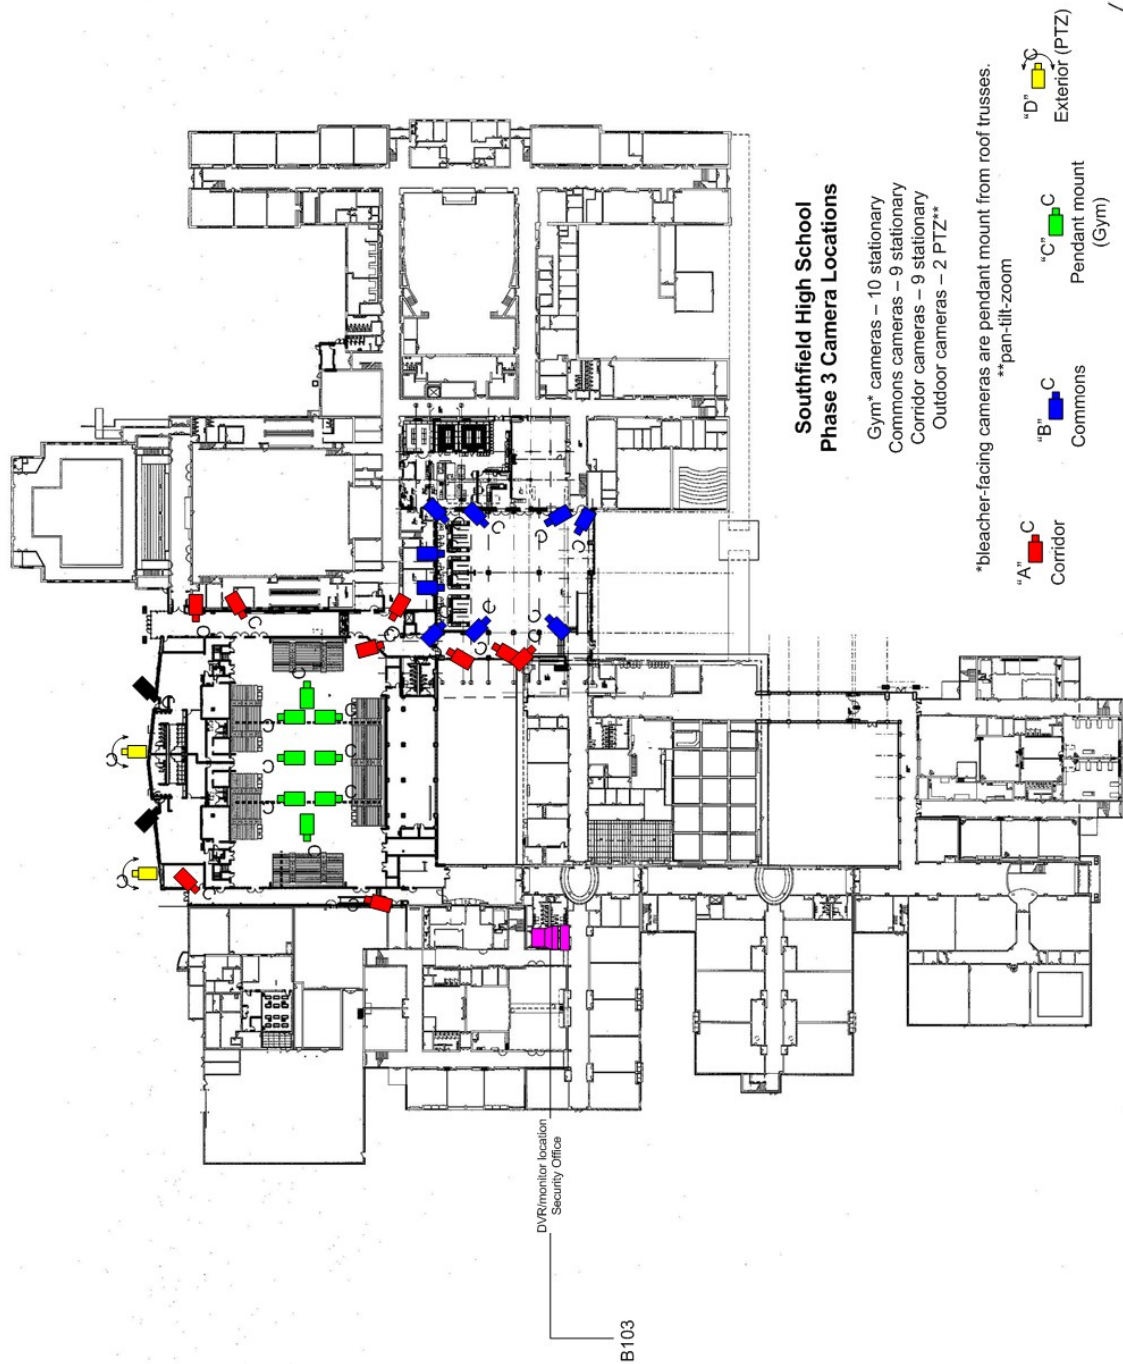 Southfield High School
Phase 3 Camera Locations
Gym* cameras – 10 stationary
Commons cameras – 9 stationary
Corridor cameras – 9 stationary
Outdoor cameras – 2 PTZ**
*bleacher-facing cameras are pendant mount from roof trusses.
**pan-tilt-zoom
"A" C
Corridor
"B" C
Commons
"C" C
Pendant mount
(Gym)
"D" C
Exterior (PTZ)
DVR/monitor location
Security Office
B103